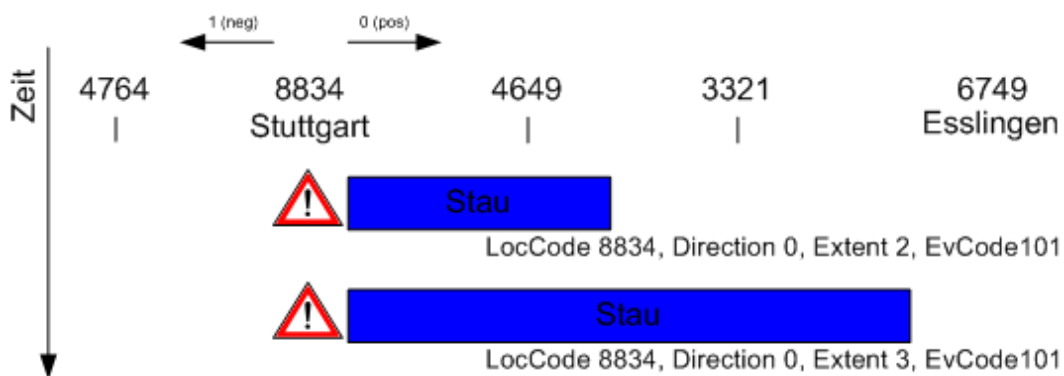 1 (neg) 0 (pos)
Zeit
4764 8834 4649 3321 6749
Stuttgart Esslingen
! Stau
LocCode 8834, Direction 0, Extent 2, EvCode101
! Stau
LocCode 8834, Direction 0, Extent 3, EvCode101